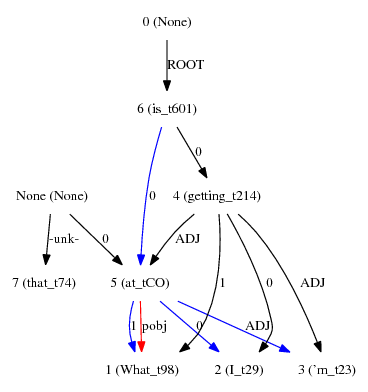 0 (None)
ROOT
6 (is_t601)
0
None (None)
0
4 (getting_t214)
-unk-
0
ADJ
7 (that_t74)
5 (at_tCO)
1
0
ADJ
1
pobj
0
ADJ
1 (What_t98)
2 (I_t29)
3 (`m_t23)